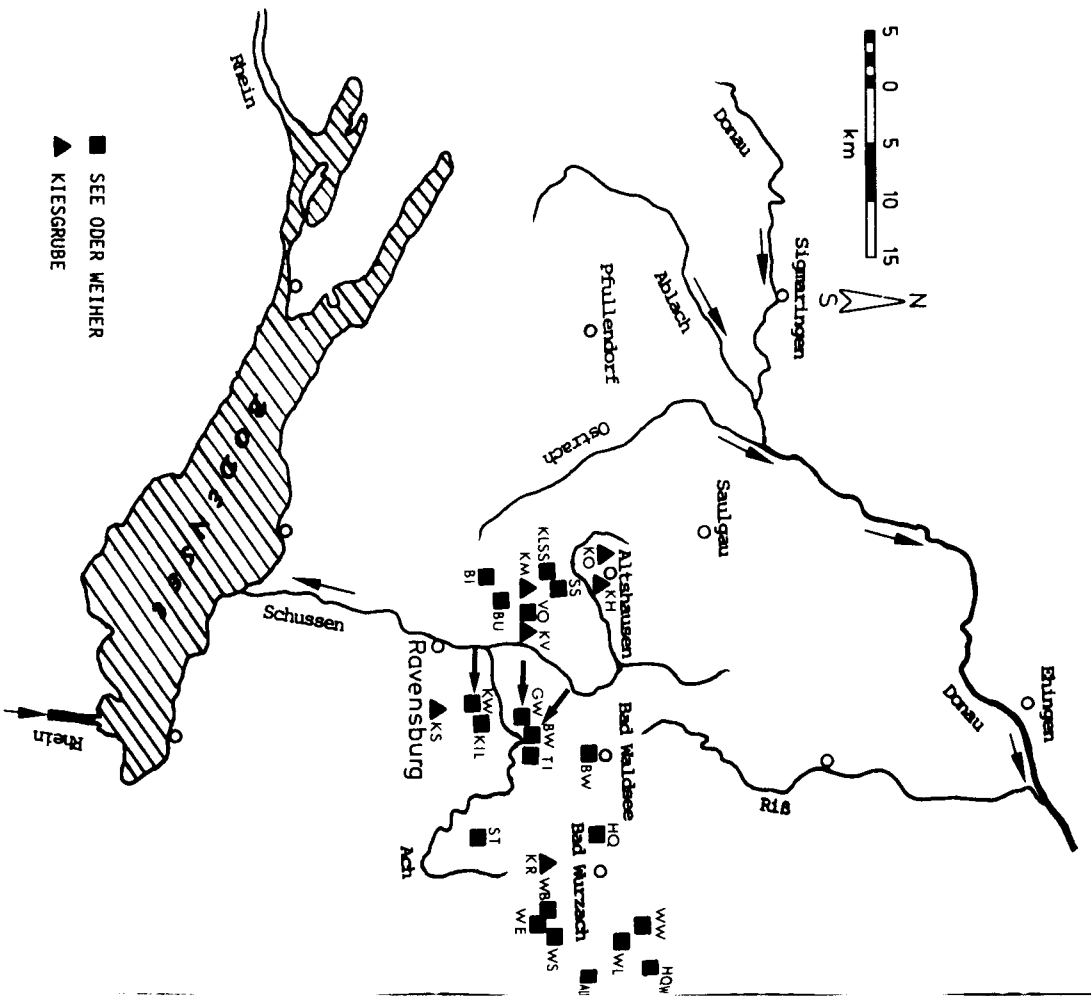 Ehingen
Donau
N
5 0 5 10 15
km
S
Sigmaringen
Riß
Donau
Saulgau
Ablach
HQW
WW
WL
Altshausen
Bad Waldsee
HQ
Pfullendorf
KO
KH
BW
Bad Wurzach
Ostrach
SS
KLSS
KM
VO
KV
GW
BW
TI
WS
WB
KR
WE
BU
BI
KW
KIL
ST
KS
Ravensburg
Ach
Schussen
BODENSEE
Rhein
SEE ODER WEIHER
KIESGRUBE
Rhein